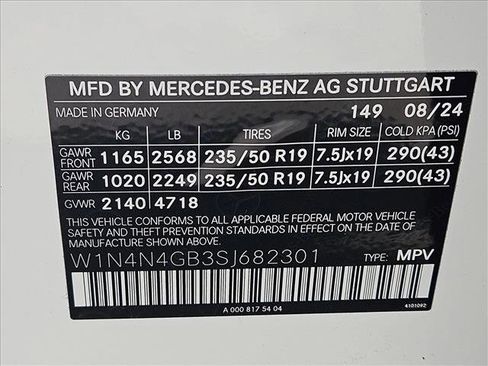 MFD BY MERCEDES-BENZ AG STUTTGART
MADE IN GERMANY 149 08/24
KG LB TIRES RIM SIZE COLD KPA (PSI)
GAWR FRONT 1165 2568 235/50 R19 7.5Jx19 290(43)
GAWR REAR 1020 2249 235/50 R19 7.5Jx19 290(43)
GVWR 2140 4718
THIS VEHICLE CONFORMS TO ALL APPLICABLE FEDERAL MOTOR VEHICLE
SAFETY AND THEFT PREVENTION STANDARDS IN EFFECT ON THE DATE
OF MANUFACTURE SHOWN ABOVE.
W1N4N4GB3SJ682301 TYPE: MPV
A 000 817 54 04 4101092